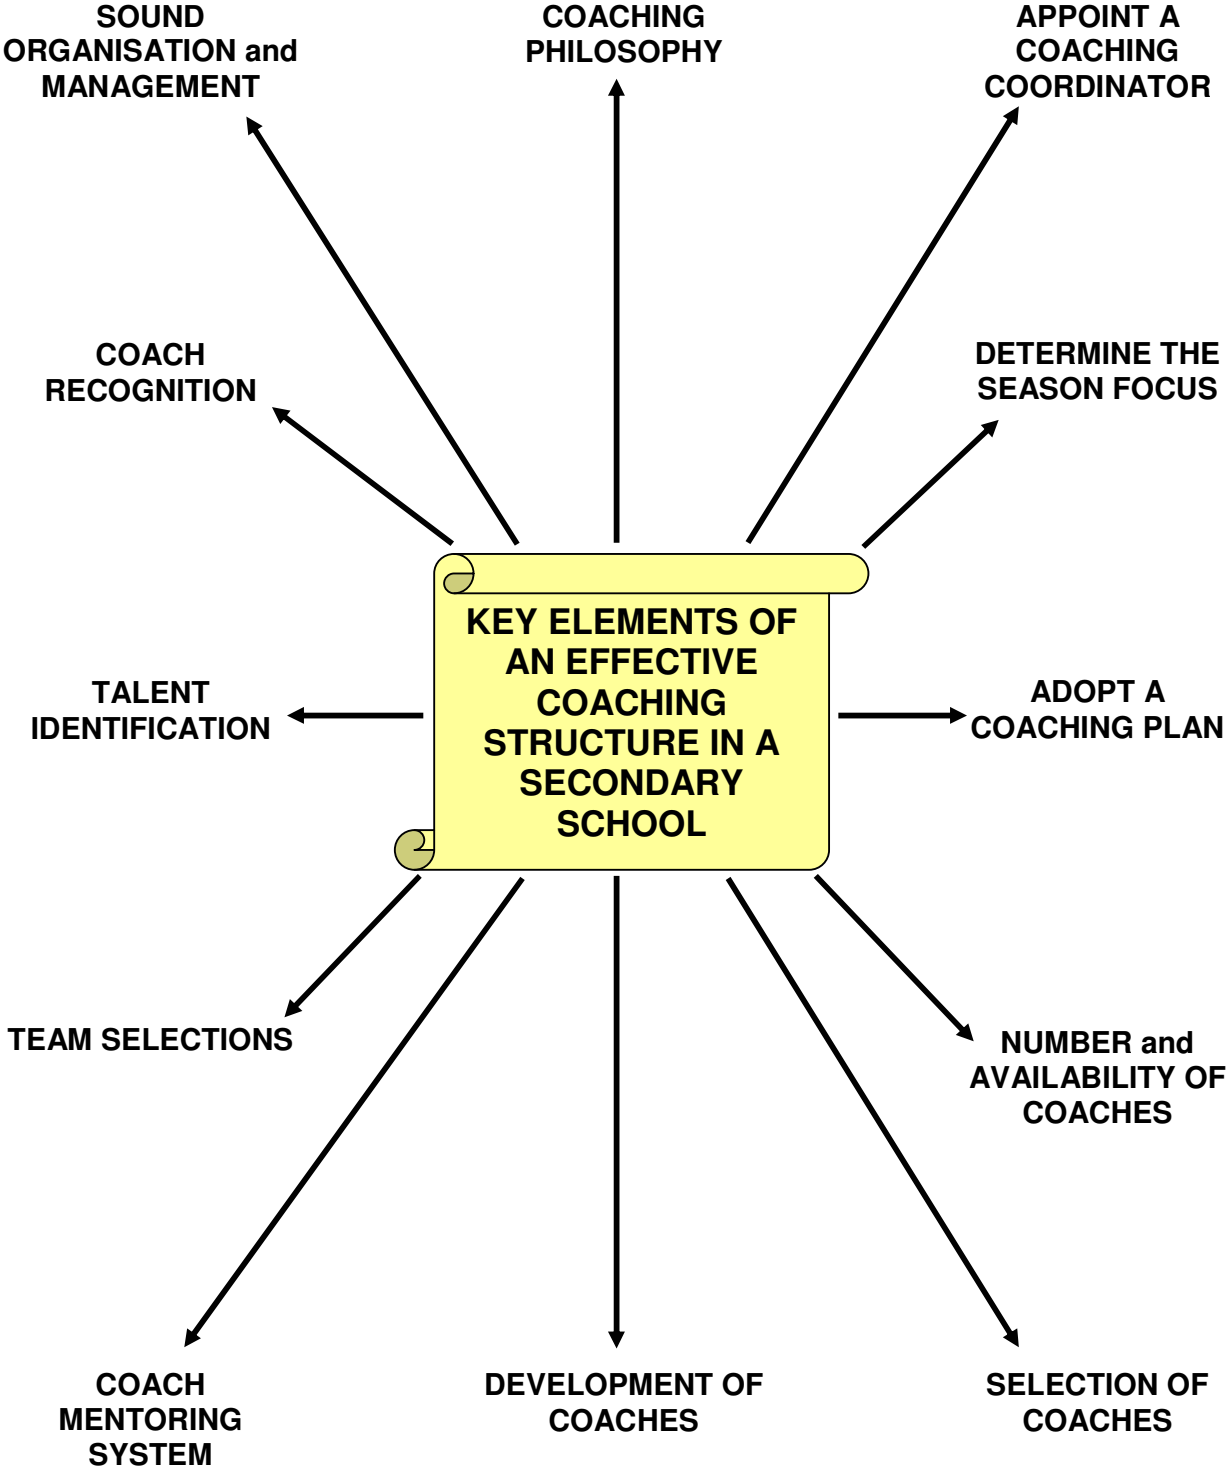 SOUND
ORGANISATION and
MANAGEMENT
COACHING
PHILOSOPHY
APPOINT A
COACHING
COORDINATOR
COACH
RECOGNITION
DETERMINE THE
SEASON FOCUS
KEY ELEMENTS OF
AN EFFECTIVE
COACHING
STRUCTURE IN A
SECONDARY
SCHOOL
TALENT
IDENTIFICATION
ADOPT A
COACHING PLAN
TEAM SELECTIONS
NUMBER and
AVAILABILITY OF
COACHES
COACH
MENTORING
SYSTEM
DEVELOPMENT OF
COACHES
SELECTION OF
COACHES